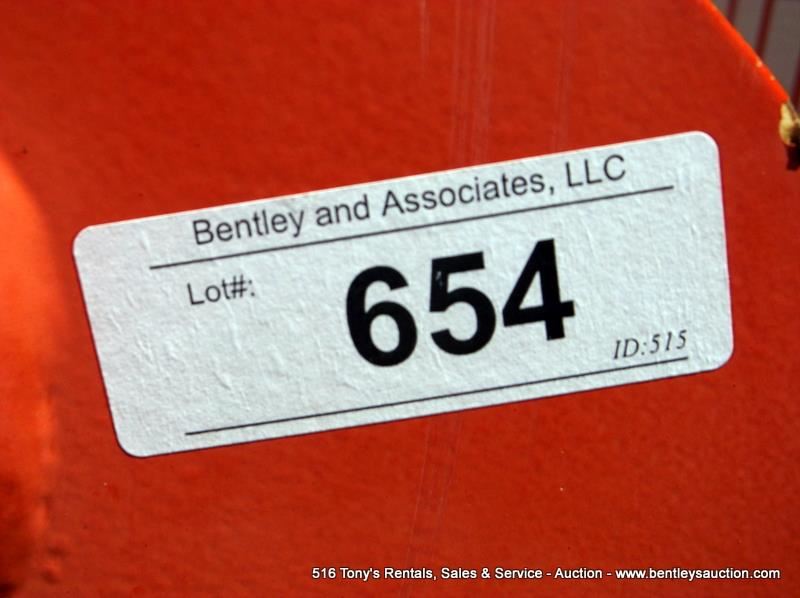 Bentley and Associates, LLC
Lot#:
654
ID:515
516 Tony's Rentals, Sales & Service - Auction - www.bentleysauction.com